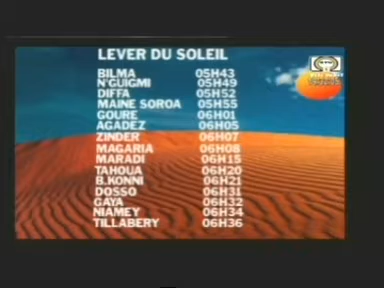 LEVER DU SOLEIL
BILMA 05H43
N'GUIGMI 05H49
DIFFA 05H52
MAINE SOROA 05H55
GOURE 06H01
AGADEZ 06H05
ZINDER 06H07
MAGARIA 06H08
MARADI 06H15
TAHOUA 06H20
B.KONNI 06H21
DOSSO 06H31
GAYA 06H32
NIAMEY 06H34
TILLABERY 06H36